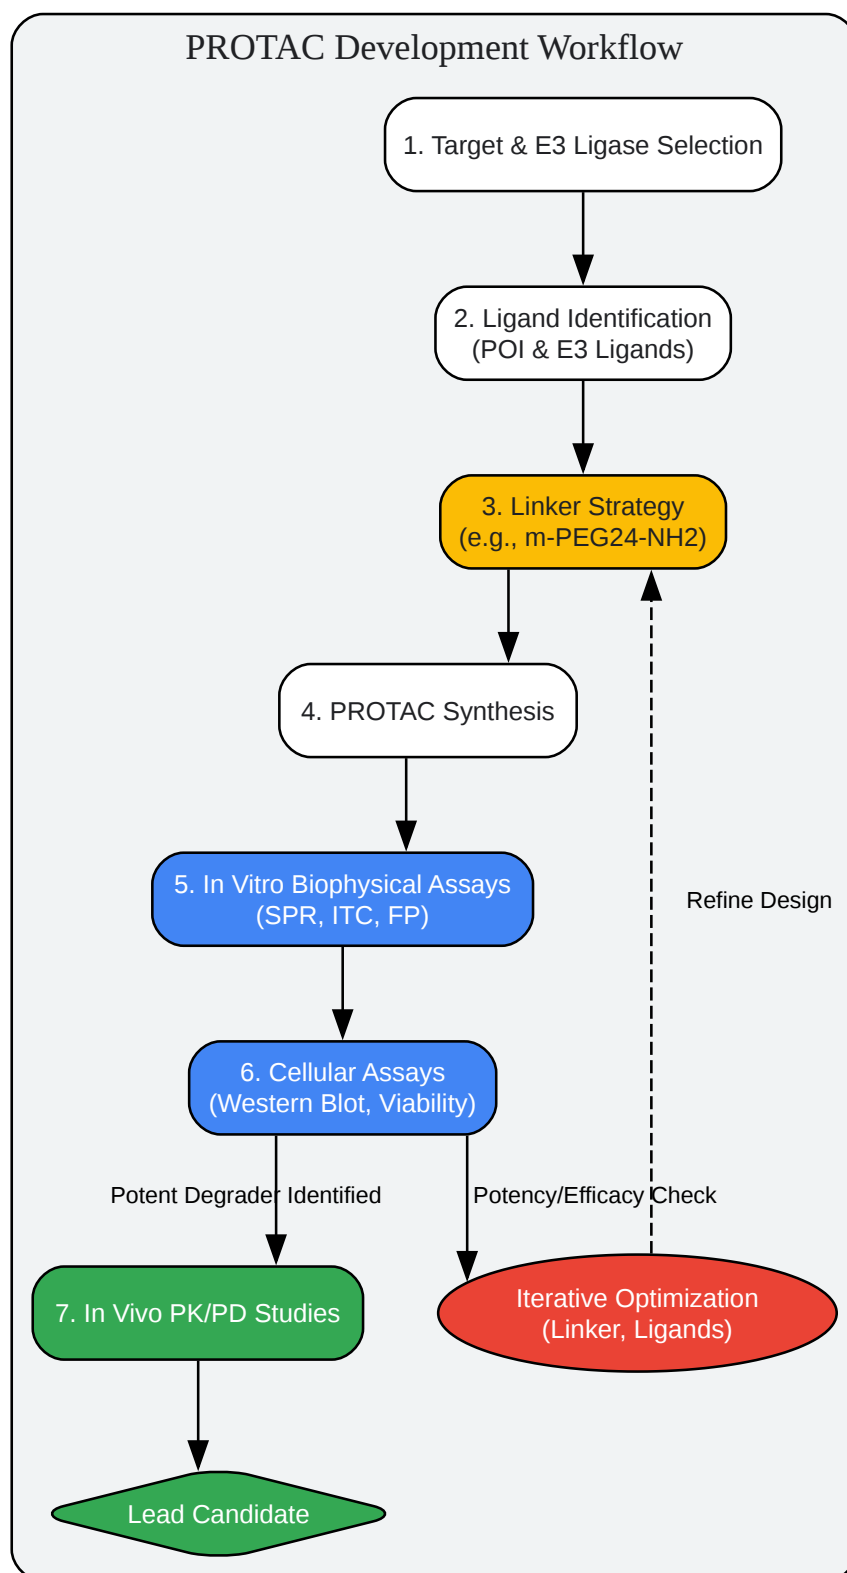 PROTAC Development Workflow
1. Target & E3 Ligase Selection
2. Ligand Identification
(POI & E3 Ligands)
3. Linker Strategy
(e.g., m-PEG24-NH2)
4. PROTAC Synthesis
5. In Vitro Biophysical Assays
(SPR, ITC, FP)
Refine Design
6. Cellular Assays
(Western Blot, Viability)
Potent Degrader Identified
Potency/Efficacy Check
7. In Vivo PK/PD Studies
Iterative Optimization
(Linker, Ligands)
Lead Candidate